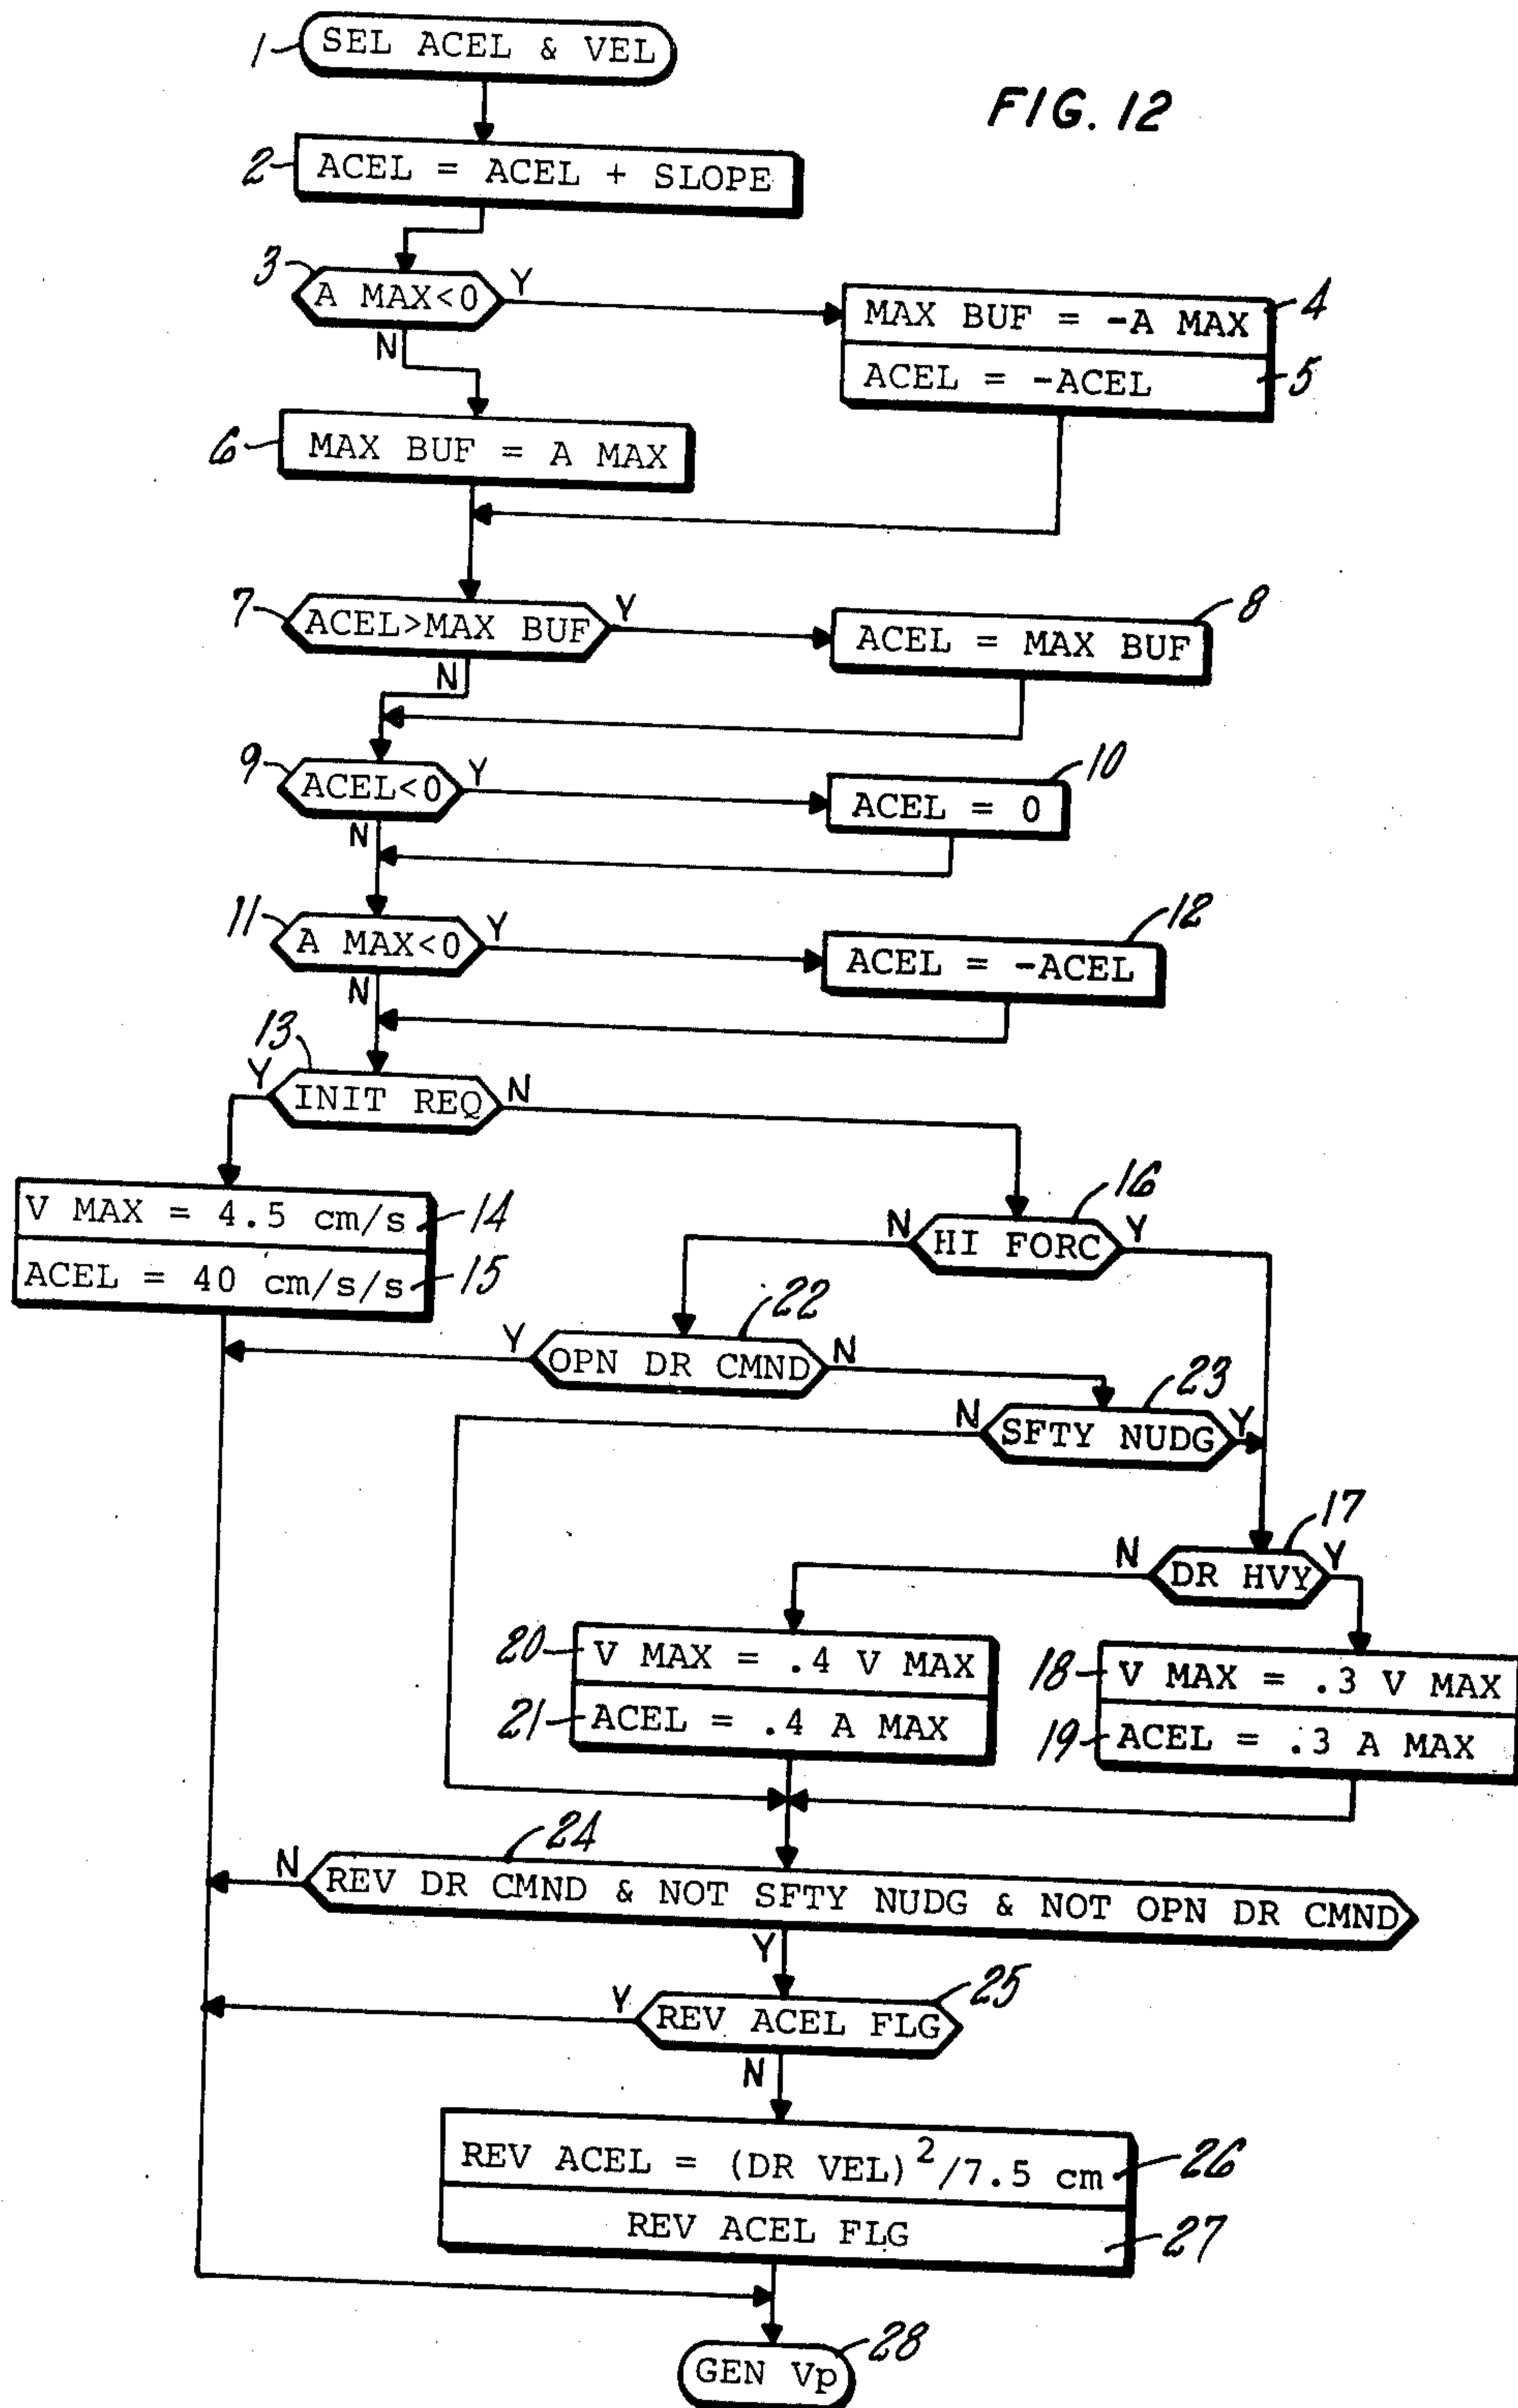 FIG. 12
1 SEL ACEL & VEL
2 ACEL = ACEL + SLOPE
3 A MAX<0 Y
N
MAX BUF = -A MAX 4
ACEL = -ACEL 5
6 MAX BUF = A MAX
7 ACEL>MAX BUF Y
N
ACEL = MAX BUF 8
9 ACEL<0 Y
N
ACEL = 0 10
11 A MAX<0 Y
N
ACEL = -ACEL 12
13
Y INIT REQ N
V MAX = 4.5 cm/s 14
ACEL = 40 cm/s/s 15
16
N HI FORC Y
22
Y OPN DR CMND N
23
N SFTY NUDG Y
17
N DR HVY Y
20 V MAX = .4 V MAX
21 ACEL = .4 A MAX
18 V MAX = .3 V MAX
19 ACEL = .3 A MAX
24
N REV DR CMND & NOT SFTY NUDG & NOT OPN DR CMND
Y
25
Y REV ACEL FLG
N
REV ACEL = (DR VEL)2/7.5 cm 26
REV ACEL FLG 27
GEN Vp 28